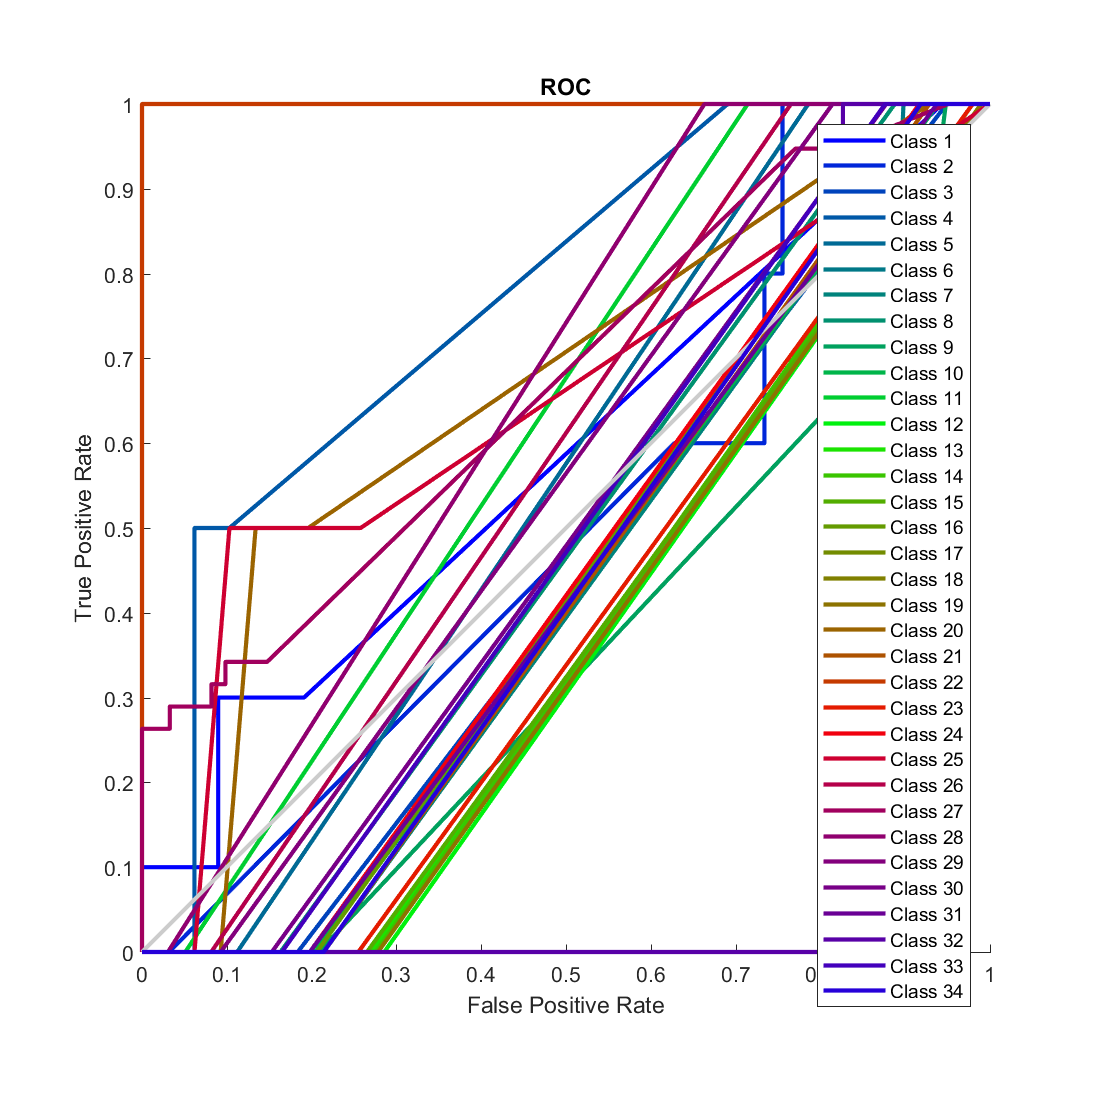 ROC
1
0.9
0.8
0.7
0.6
0.5
0.4
0.3
0.2
0.1
0
True Positive Rate
0 0.1 0.2 0.3 0.4 0.5 0.6 0.7 1
False Positive Rate
Class 1
Class 2
Class 3
Class 4
Class 5
Class 6
Class 7
Class 8
Class 9
Class 10
Class 11
Class 12
Class 13
Class 14
Class 15
Class 16
Class 17
Class 18
Class 19
Class 20
Class 21
Class 22
Class 23
Class 24
Class 25
Class 26
Class 27
Class 28
Class 29
Class 30
Class 31
Class 32
Class 33
Class 34